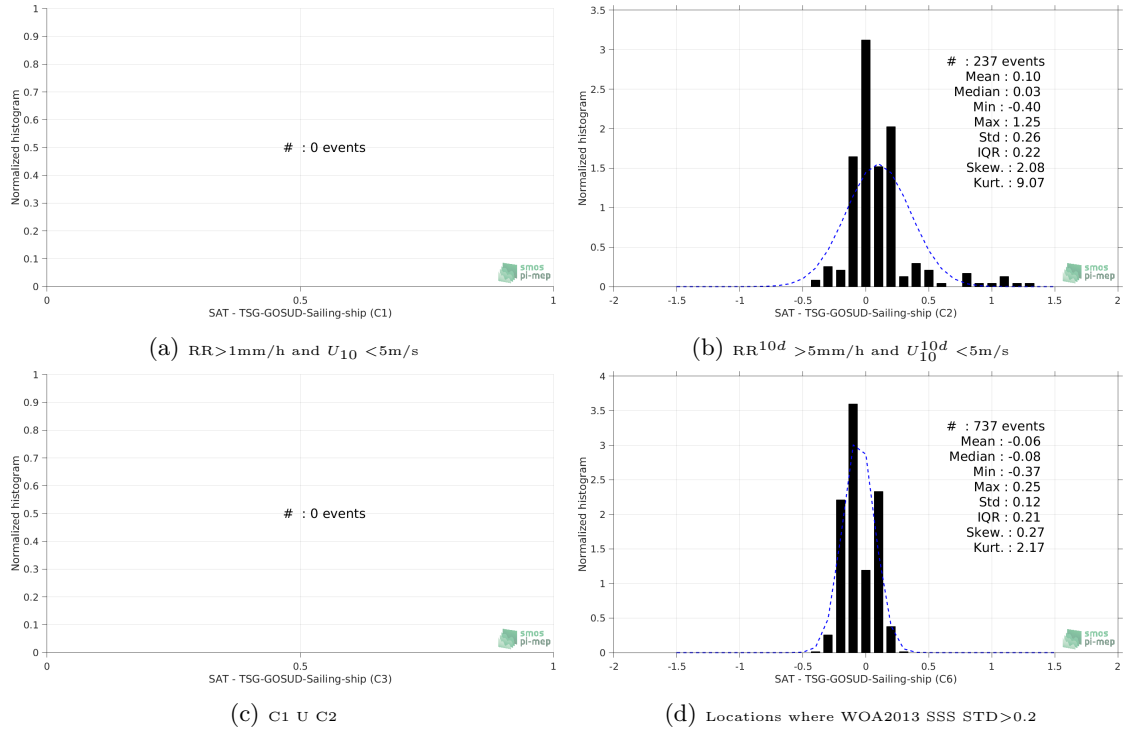 1
0.9
0.8
0.7
0.6
0.5
0.4
0.3
0.2
0.1
0
Normalized histogram
# : 0 events
smos
pi-mep
0 0.5 1
SAT - TSG-GOSUD-Sailing-ship (C1)
(a) RR>1mm/h and U10 <5m/s
3.5
3
2.5
2
1.5
1
0.5
0
Normalized histogram
# : 237 events
Mean : 0.10
Median : 0.03
Min : -0.40
Max : 1.25
Std : 0.26
IQR : 0.22
Skew. : 2.08
Kurt. : 9.07
smos
pi-mep
-2 -1.5 -1 -0.5 0 0.5 1 1.5 2
SAT - TSG-GOSUD-Sailing-ship (C2)
(b) RR^10d >5mm/h and U10^10d <5m/s
1
0.9
0.8
0.7
0.6
0.5
0.4
0.3
0.2
0.1
0
Normalized histogram
# : 0 events
smos
pi-mep
0 0.5 1
SAT - TSG-GOSUD-Sailing-ship (C3)
(c) C1 U C2
4
3.5
3
2.5
2
1.5
1
0.5
0
Normalized histogram
# : 737 events
Mean : -0.06
Median : -0.08
Min : -0.37
Max : 0.25
Std : 0.12
IQR : 0.21
Skew. : 0.27
Kurt. : 2.17
smos
pi-mep
-2 -1.5 -1 -0.5 0 0.5 1 1.5 2
SAT - TSG-GOSUD-Sailing-ship (C6)
(d) Locations where WOA2013 SSS STD>0.2